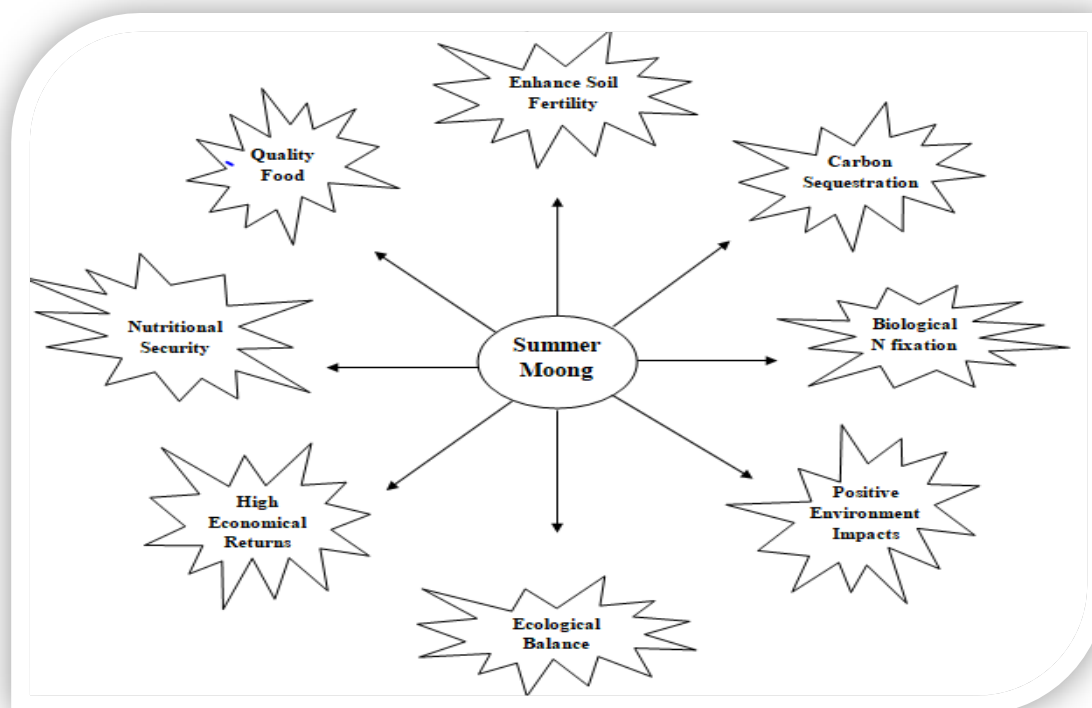 Enhance Soil
Fertility
Quality
Food
Carbon
Sequestration
Nutritional
Security
Summer
Moong
Biological
N fixation
High
Economical
Returns
Positive
Environment
Impacts
Ecological
Balance